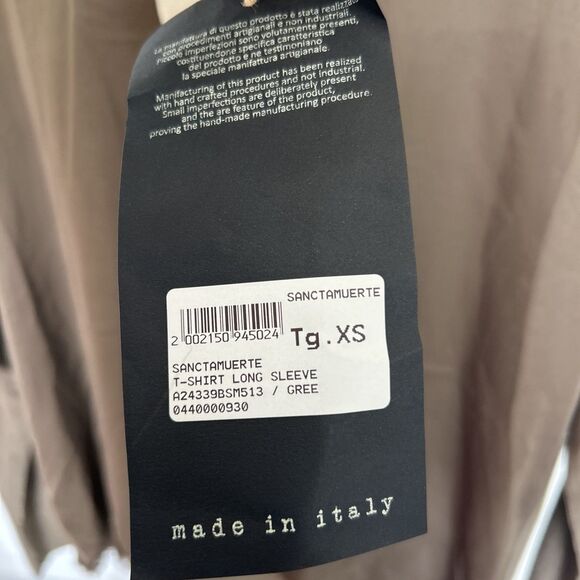 La manifattura di questo prodotto è stata realizzata
con procedimenti artigianali e non industriali
piccole imperfezioni sono volutamente presenti,
costituendone specifica caratteristica
del prodotto e ne testimoniano
la speciale manifattura artigianale.
Manifacturing of this product has been realized
with hand crafted procedures and not industrial.
Small imperfections are deliberately present
and the are feature of the product,
proving the hand-made manufacturing procedure.
SANCTAMUERTE
2 002150 945024
Tg.XS
SANCTAMUERTE
T-SHIRT LONG SLEEVE
A24339BSM513 / GREE
0440000930
made in italy